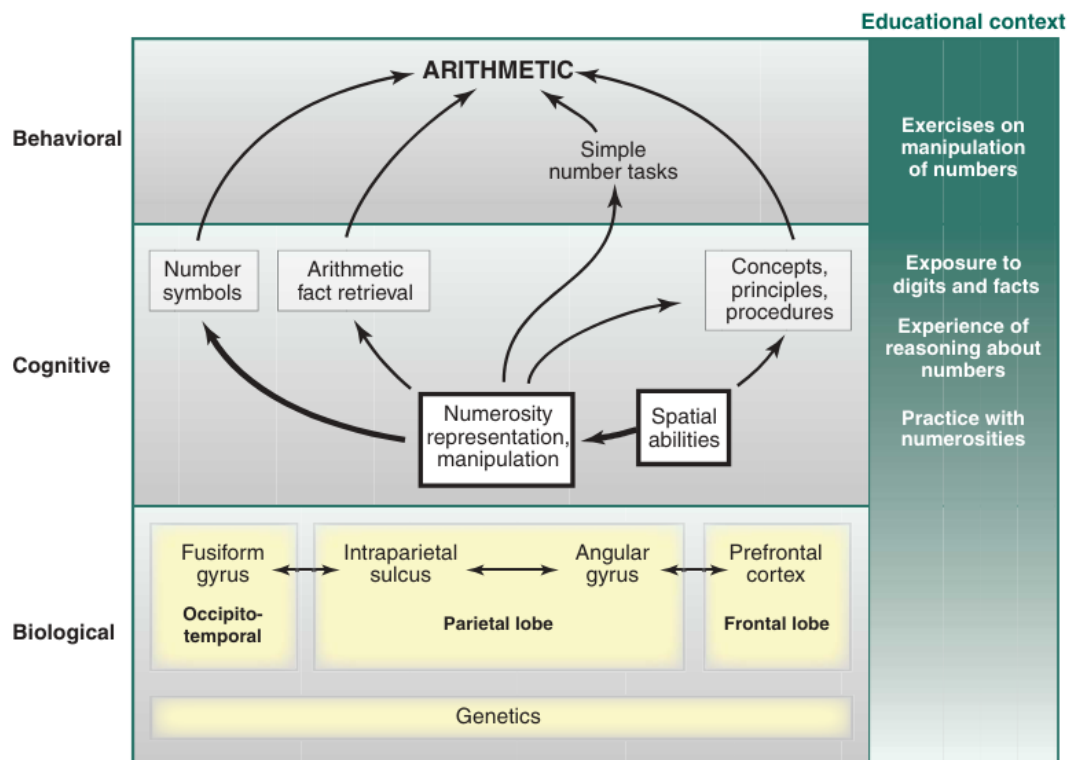 Educational context
Behavioral
ARITHMETIC
Simple
number tasks
Exercises on
manipulation
of numbers
Cognitive
Number
symbols
Arithmetic
fact retrieval
Concepts,
principles,
procedures
Numerosity
representation,
manipulation
Spatial
abilities
Exposure to
digits and facts
Experience of
reasoning about
numbers
Practice with
numerosities
Biological
Fusiform
gyrus
Occipito-
temporal
Intraparietal
sulcus
Angular
gyrus
Parietal lobe
Prefrontal
cortex
Frontal lobe
Genetics